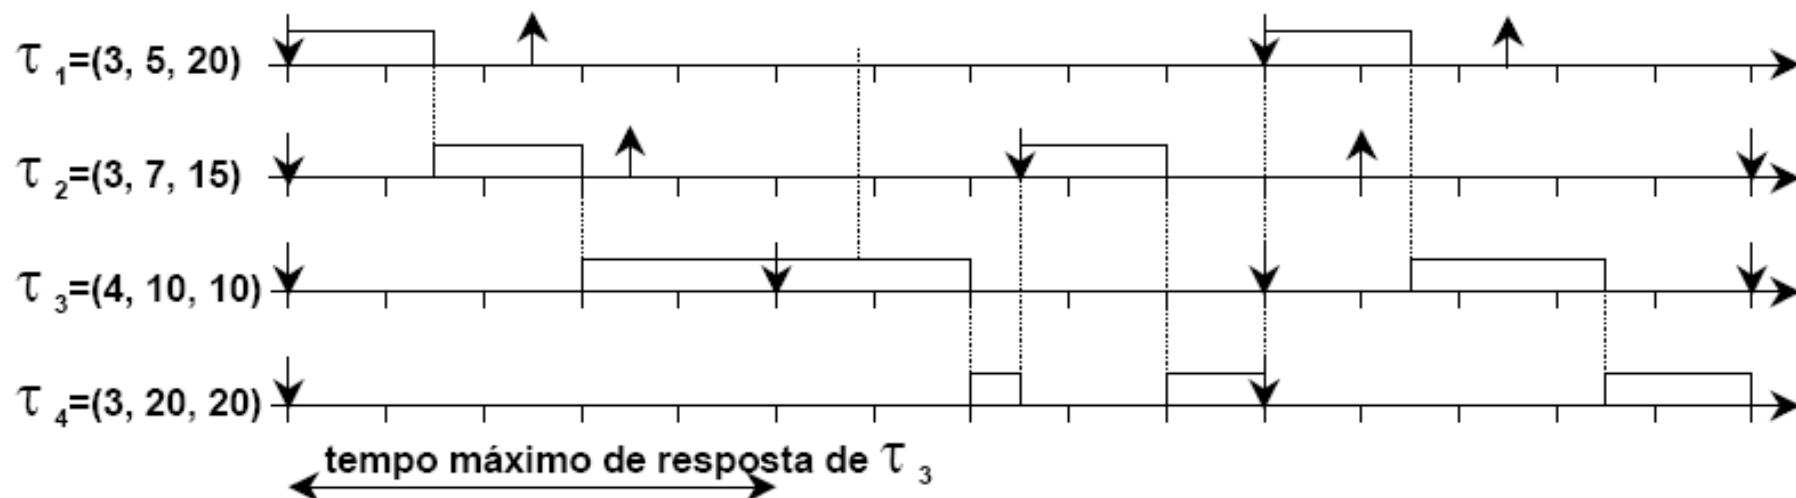 τ 1=(3, 5, 20)
τ 2=(3, 7, 15)
τ 3=(4, 10, 10)
τ 4=(3, 20, 20)
tempo máximo de resposta de τ 3